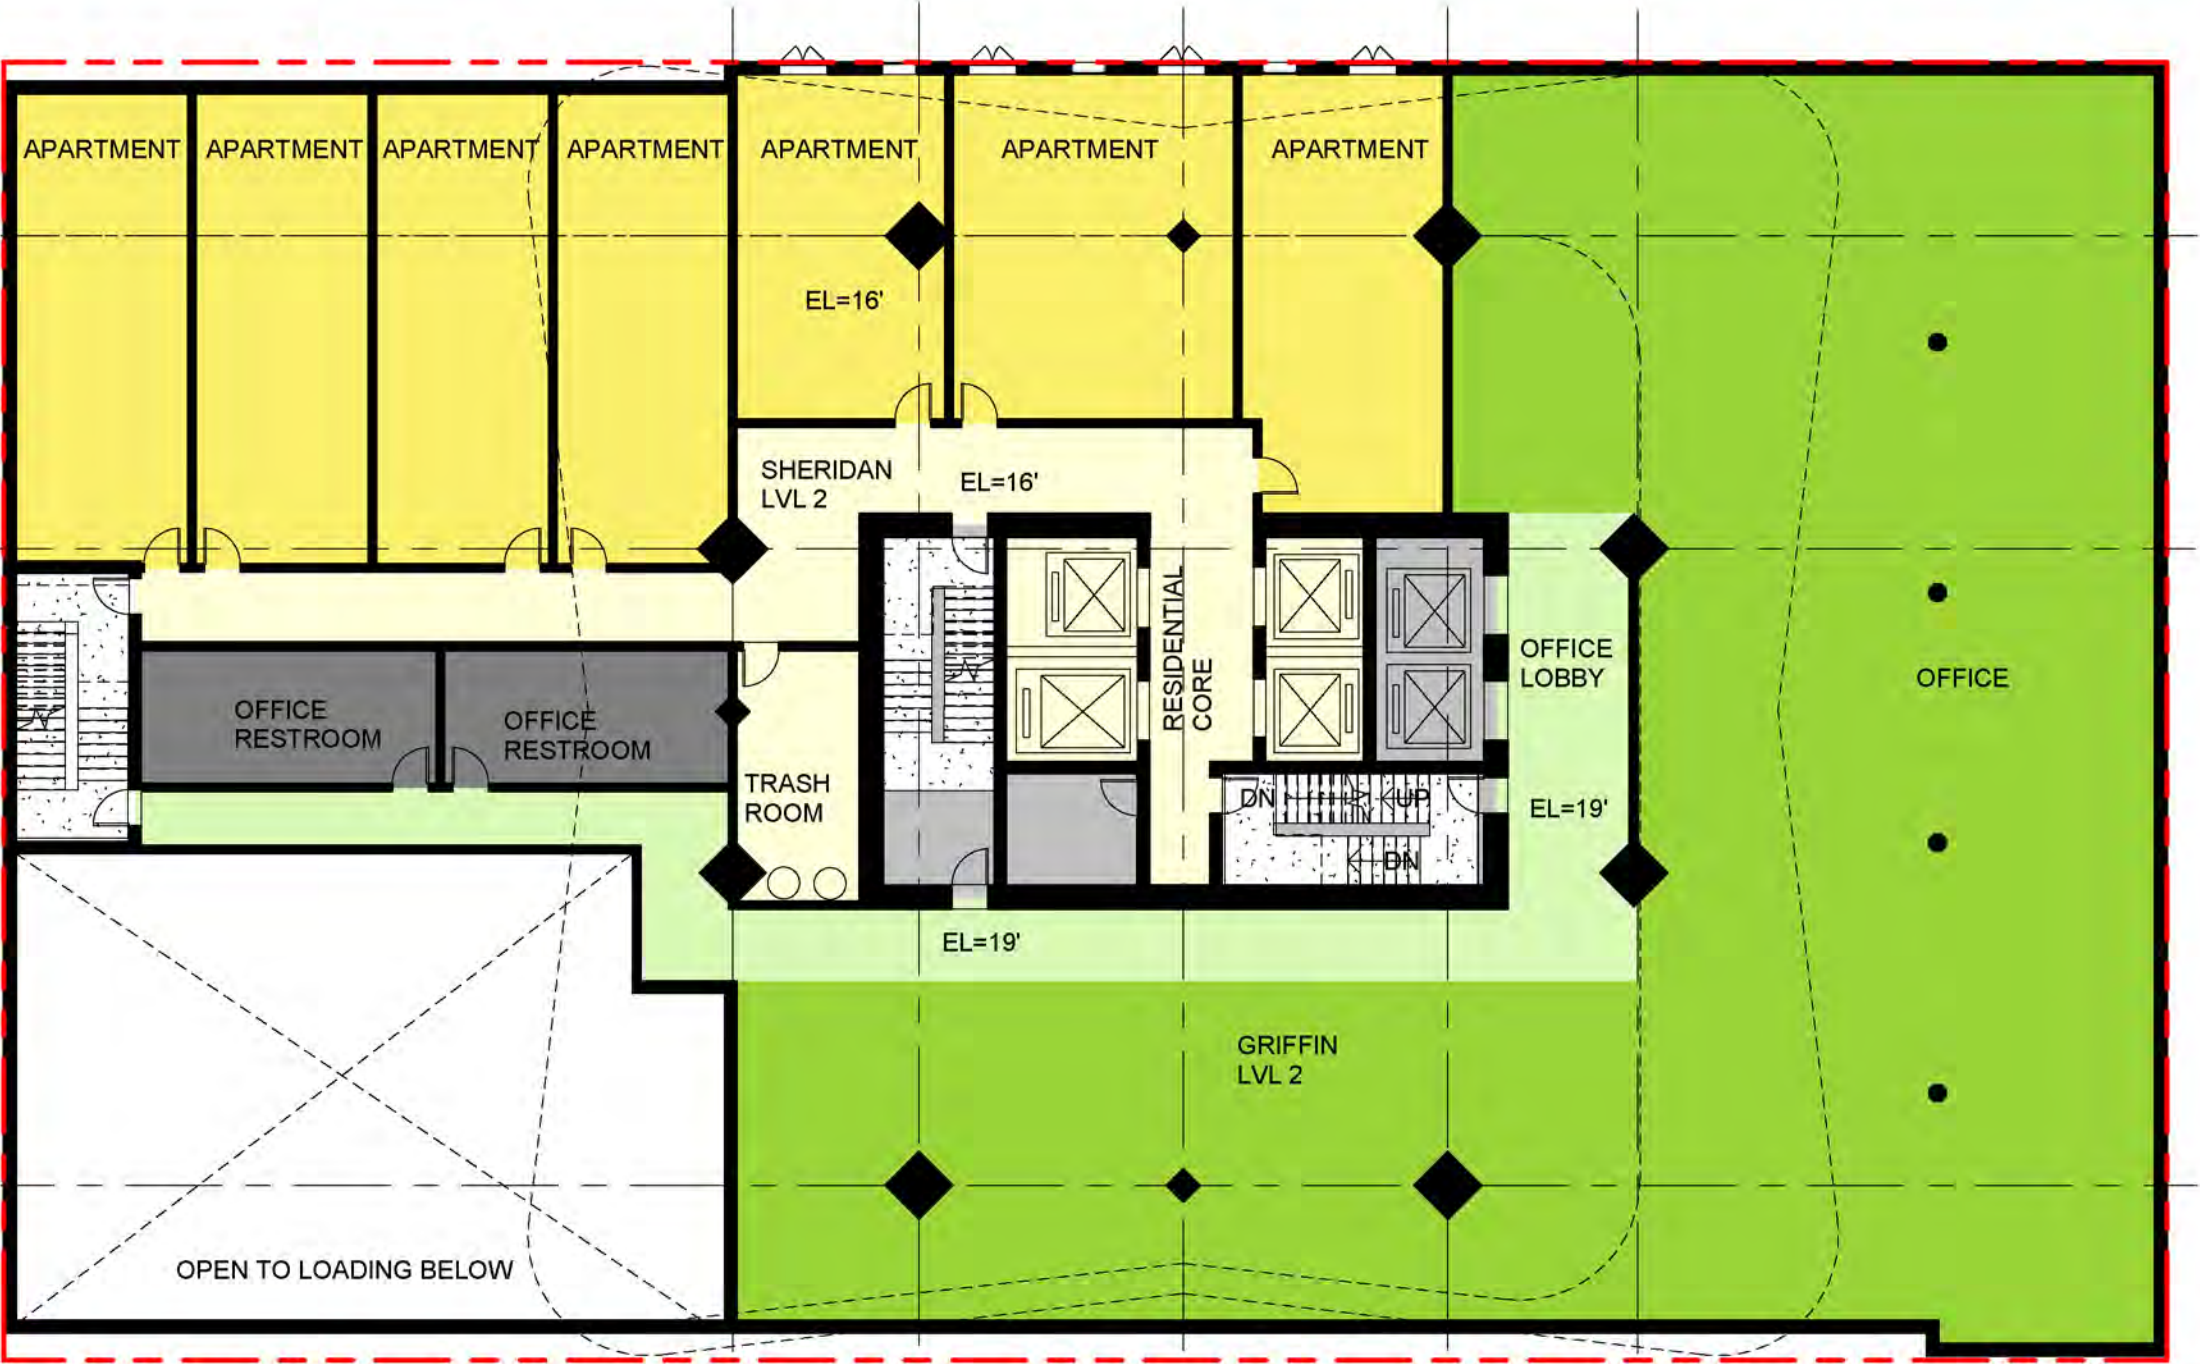 APARTMENT
APARTMENT
APARTMENT
APARTMENT
APARTMENT
APARTMENT
APARTMENT
EL=16'
SHERIDAN
LVL 2
EL=16'
RESIDENTIAL
CORE
OFFICE
LOBBY
OFFICE
OFFICE
RESTROOM
OFFICE
RESTROOM
TRASH
ROOM
DN
UP
EL=19'
DN
EL=19'
GRIFFIN
LVL 2
OPEN TO LOADING BELOW